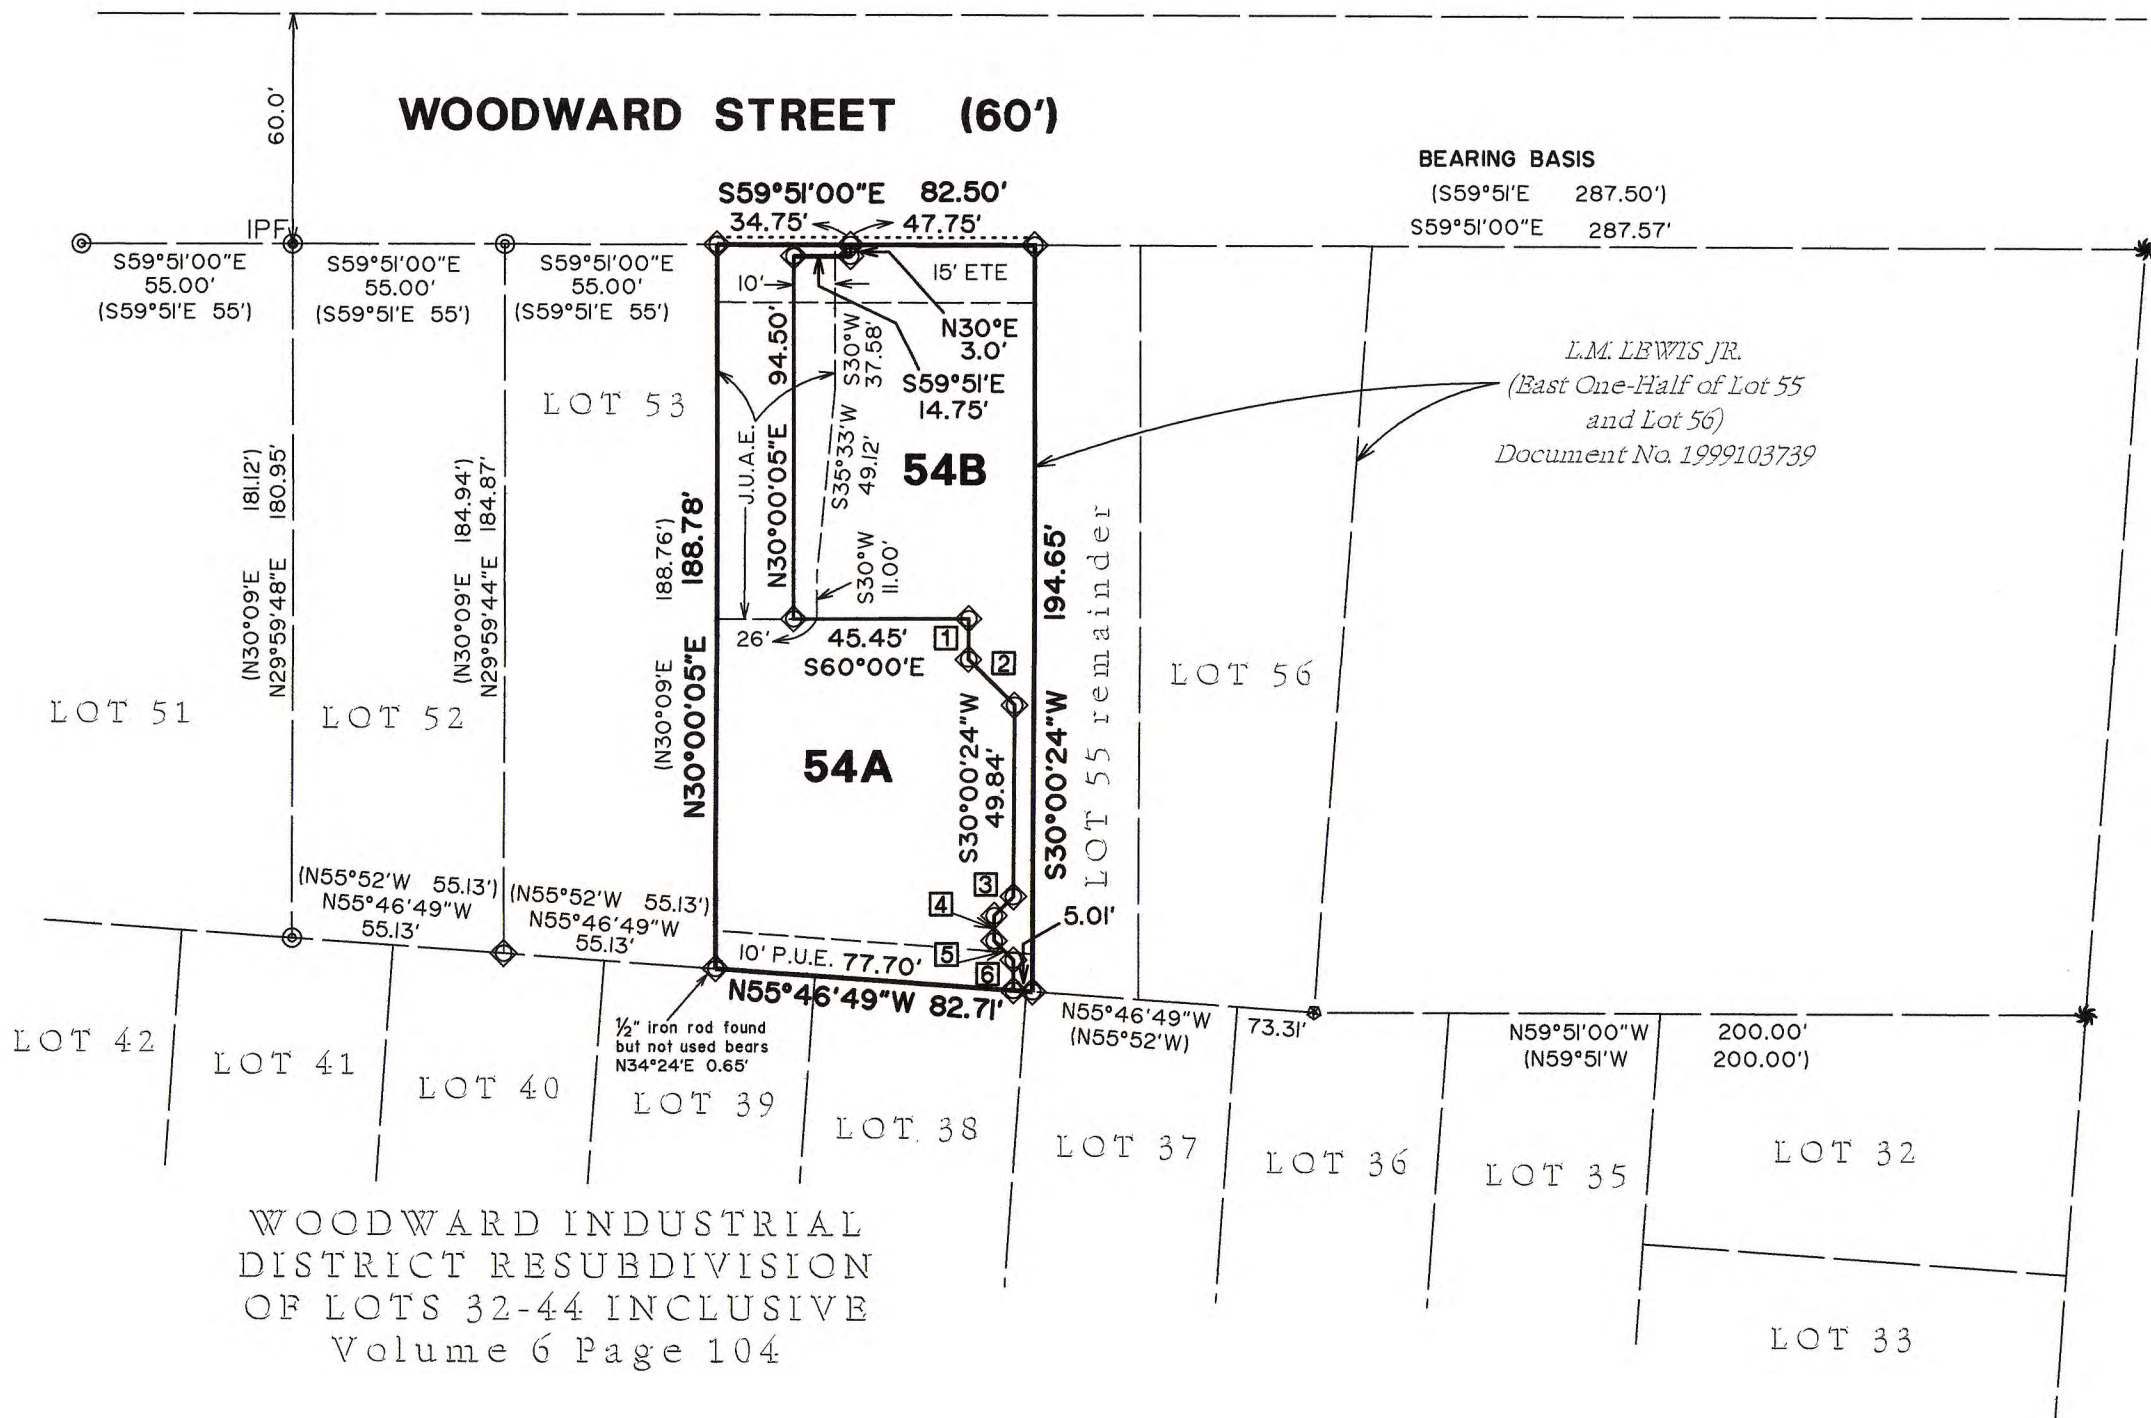 60.0'
WOODWARD STREET (60')
BEARING BASIS
(S59°51'E 287.50')
S59°51'00"E 287.57'
S59°51'00"E 82.50'
34.75' 47.75'
IPF
S59°51'00"E
55.00'
(S59°51'E 55')
S59°51'00"E
55.00'
(S59°51'E 55')
S59°51'00"E
55.00'
(S59°51'E 55')
10'
15' ETE
N30°E
3.0'
S59°51'E
14.75'
S30°W
37.58'
S35°33'W
49.12'
S30°W
11.00'
N30°00'05"E 94.50'
J.U.A.E.
L.M. LEWIS JR.
(East One-Half of Lot 55
and Lot 56)
Document No. 1999103739
LOT 53
54B
(N30°09'E 181.12')
N29°59'48"E 180.95'
(N30°09'E 184.94')
N29°59'44"E 184.87'
(N30°09'E 188.76')
N30°00'05"E 188.78'
26'
45.45'
S60°00'E
1
2
S30°00'24"W
49.84'
S30°00'24"W 194.65'
LOT 55 remainder
LOT 56
LOT 51
LOT 52
54A
3
4
5
6
5.01'
(N55°52'W 55.13')
N55°46'49"W
55.13'
(N55°52'W 55.13')
N55°46'49"W
55.13'
10' P.U.E. 77.70'
N55°46'49"W 82.71'
½" iron rod found
but not used bears
N34°24'E 0.65'
N55°46'49"W
(N55°52'W)
73.31'
N59°51'00"W 200.00'
(N59°51'W 200.00')
LOT 42
LOT 41
LOT 40
LOT 39
LOT 38
LOT 37
LOT 36
LOT 35
LOT 32
LOT 33
WOODWARD INDUSTRIAL
DISTRICT RESUBDIVISION
OF LOTS 32-44 INCLUSIVE
Volume 6 Page 104